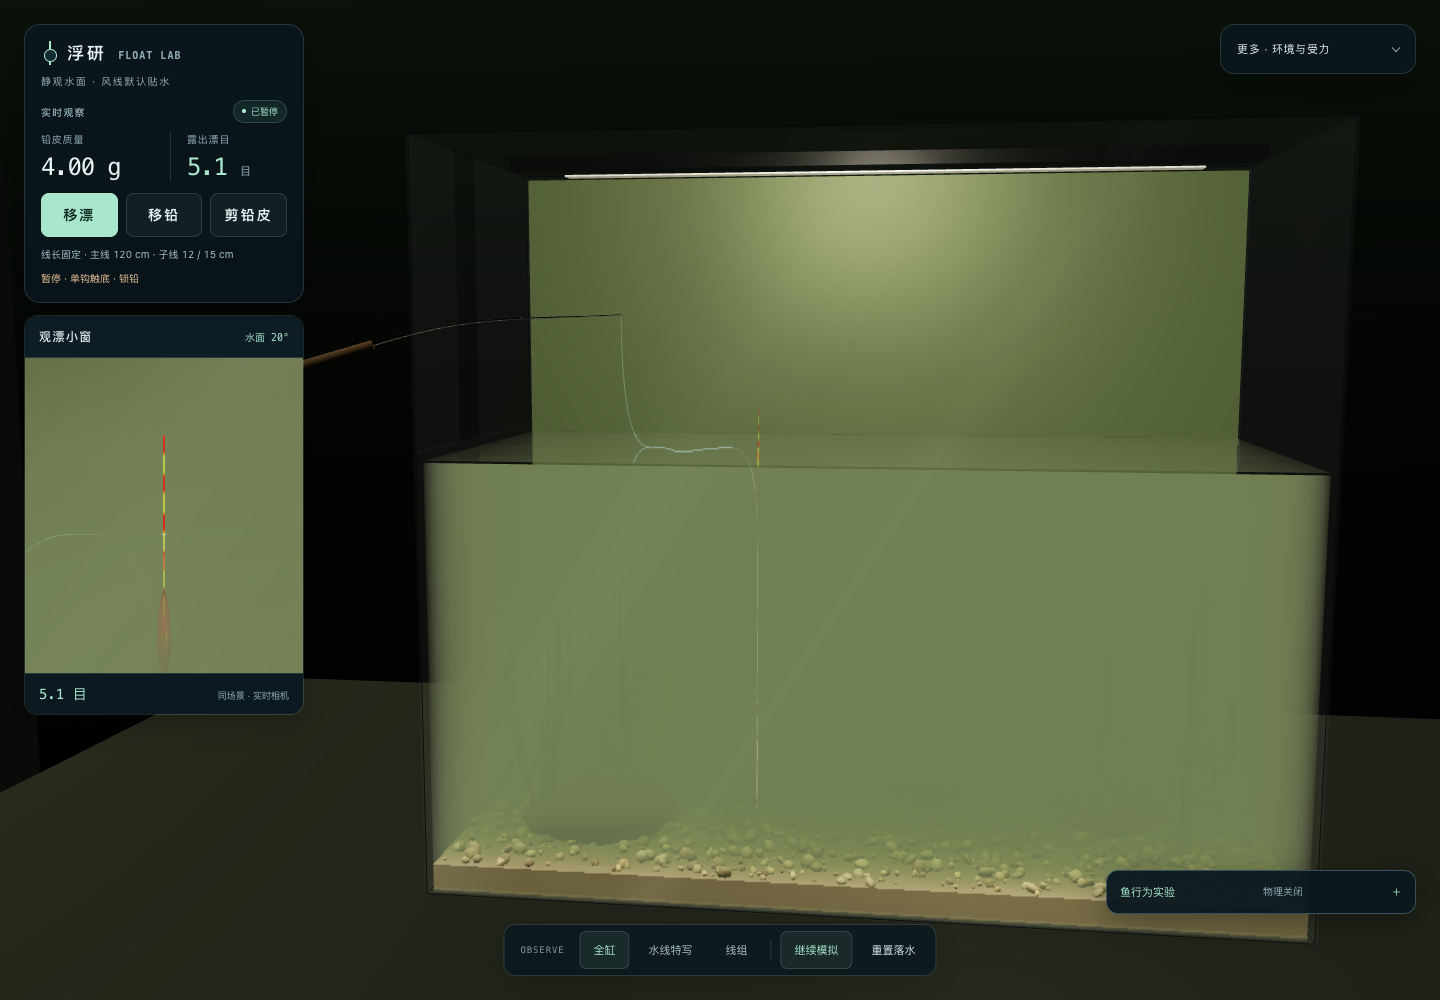 浮研 FLOAT LAB
静观水面 · 风线默认贴水
实时观察
已暂停
铅皮质量
4.00 g
露出漂目
5.1 目
移漂
移铅
剪铅皮
线长固定 · 主线 120 cm · 子线 12 / 15 cm
暂停 · 单钩触底 · 锁铅
观漂小窗
水面 20°
5.1 目
同场景 · 实时相机
更多 · 环境与受力
鱼行为实验
物理关闭
+
OBSERVE
全缸
水线特写
线组
继续模拟
重置落水